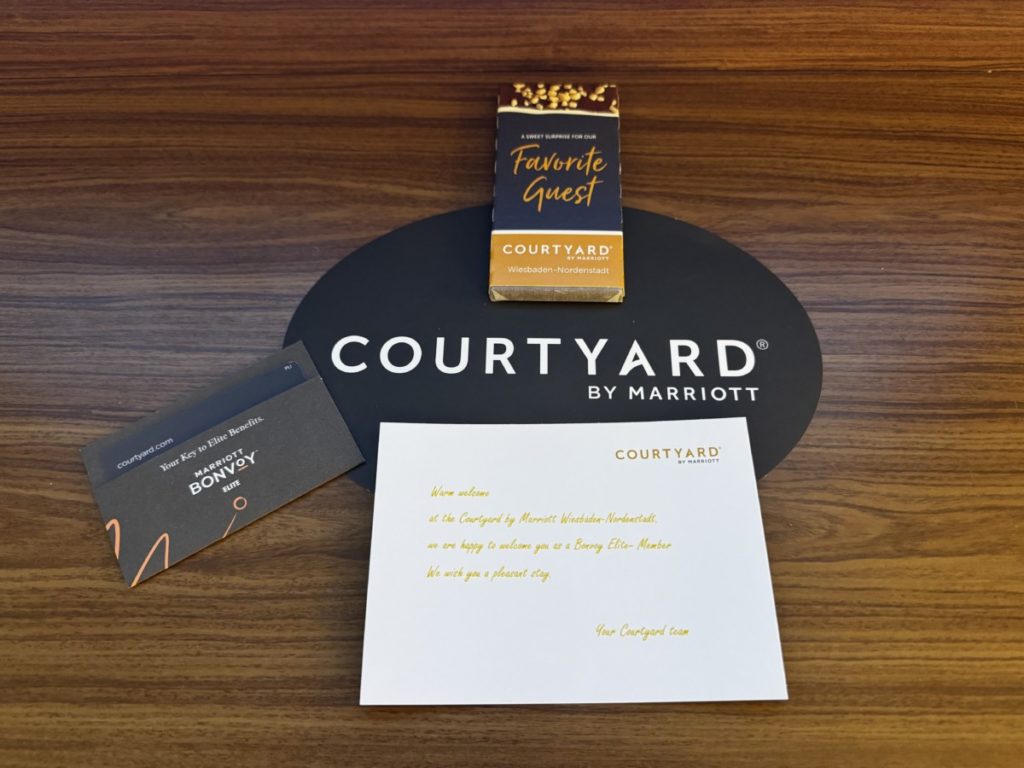 A SWEET SURPRISE FOR OUR
Favorite
Guest
COURTYARD®
BY MARRIOTT
Wiesbaden-Nordenstadt
COURTYARD®
BY MARRIOTT
courtyard.com
Your Key to Elite Benefits.
MARRIOTT
BONVOY
ELITE
COURTYARD®
BY MARRIOTT
Warm welcome
at the Courtyard by Marriott Wiesbaden-Nordenstadt,
we are happy to welcome you as a Bonvoy Elite- Member
We wish you a pleasant stay.
Your Courtyard team